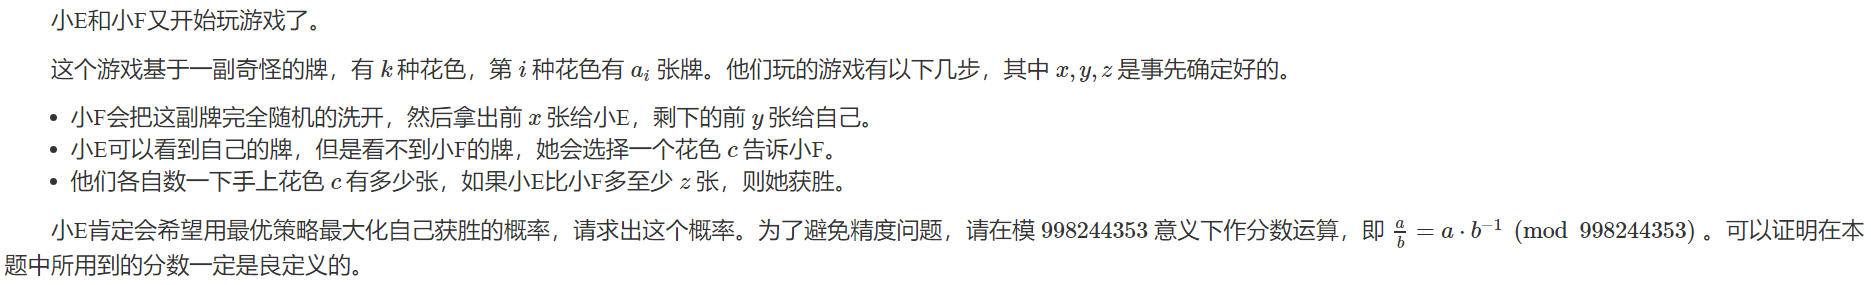 小E和小F又开始玩游戏了。
这个游戏基于一副奇怪的牌，有 k 种花色，第 i 种花色有 a_i 张牌。他们玩的游戏有以下几步，其中 x, y, z 是事先确定好的。
• 小F会把这副牌完全随机的洗开，然后拿出前 x 张给小E，剩下的前 y 张给自己。
• 小E可以看到自己的牌，但是看不到小F的牌，她会选择一个花色 c 告诉小F。
• 他们各自数一下手上花色 c 有多少张，如果小E比小F多至少 z 张，则她获胜。
小E肯定会希望用最优策略最大化自己获胜的概率，请求出这个概率。为了避免精度问题，请在模 998244353 意义下作分数运算，即 \frac{a}{b} = a · b^{-1} (mod 998244353) 。可以证明在本
题中所用到的分数一定是良定义的。